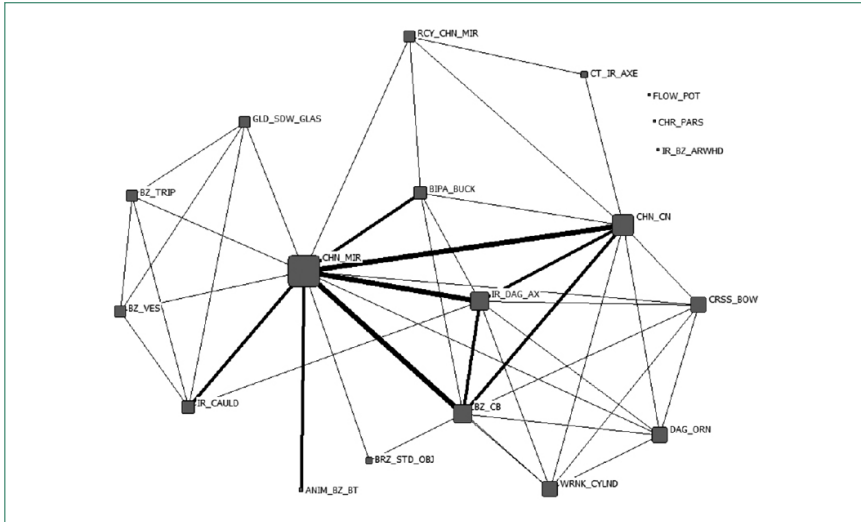 RCY_CHN_MIR
CT_IR_AXE
FLOW_POT
GLD_SDW_GLAS
CHR_PARS
IR_BZ_ARWHD
BZ_TRIP
BIPA_BUCK
CHN_CN
CHN_MIR
IR_DAG_AX
CRSS_BOW
BZ_VES
IR_CAULD
BZ_CB
DAG_ORN
BRZ_STD_OBJ
WRNK_CYLND
ANIM_BZ_BT